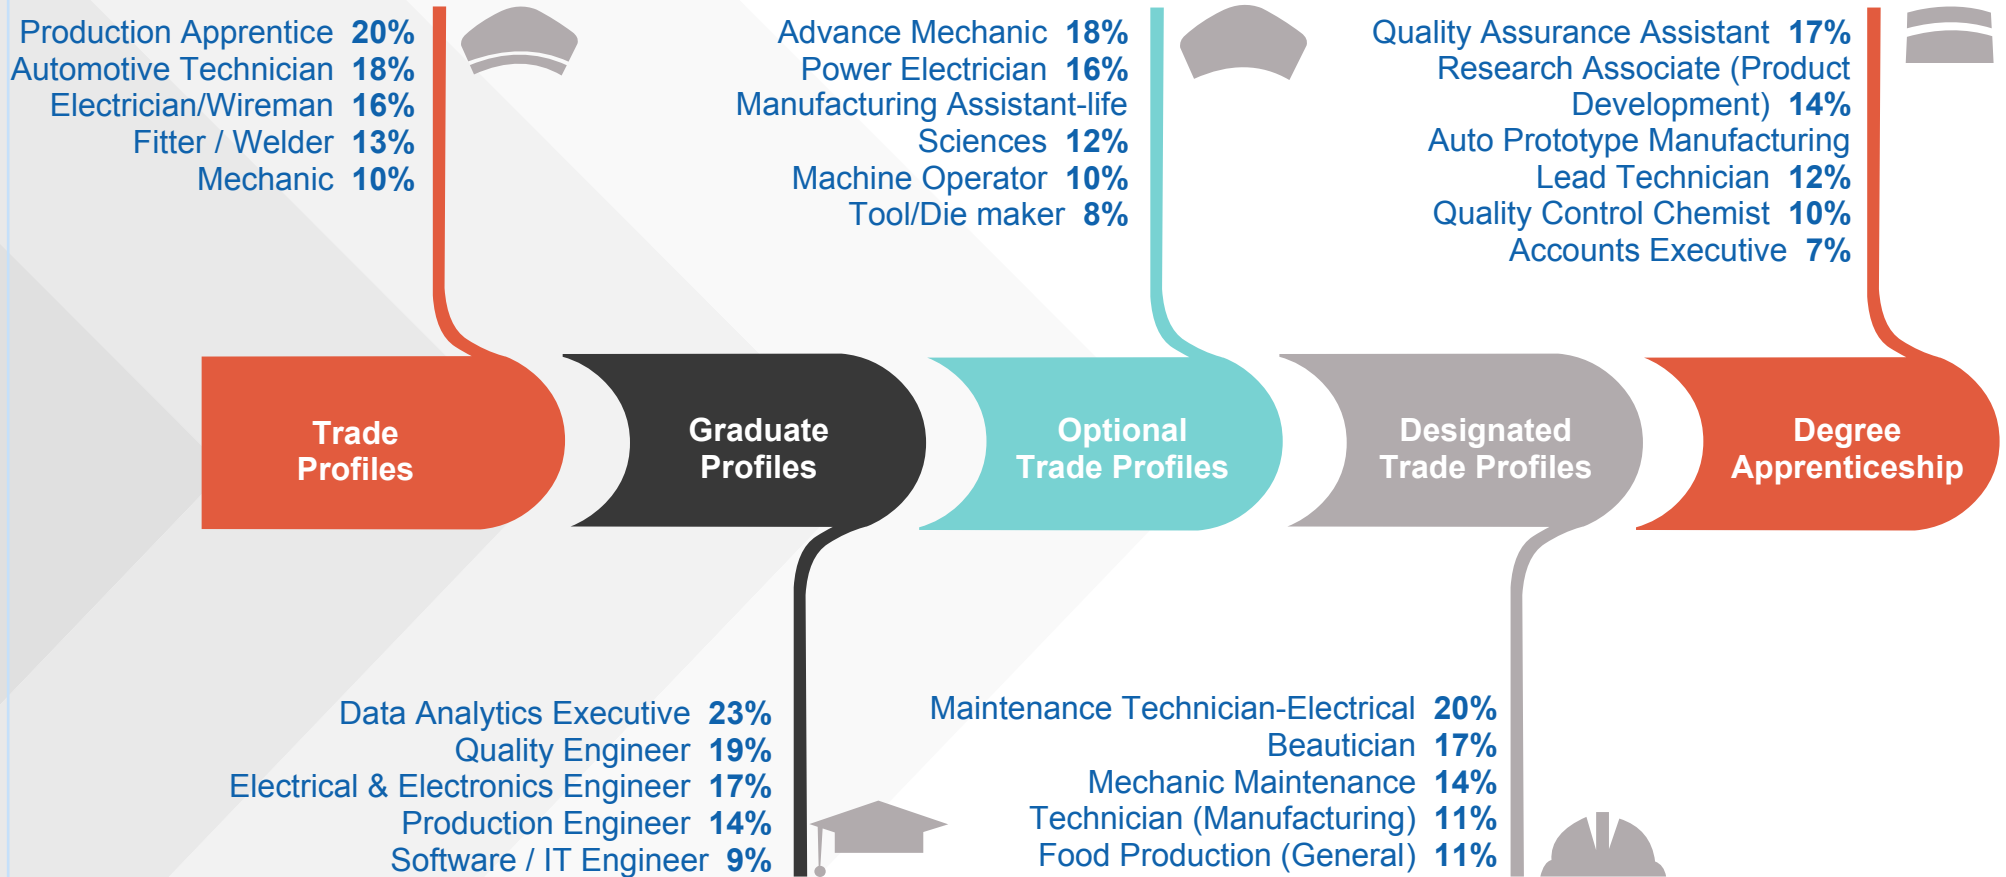 Production Apprentice 20%
Automotive Technician 18%
Electrician/Wireman 16%
Fitter / Welder 13%
Mechanic 10%
Advance Mechanic 18%
Power Electrician 16%
Manufacturing Assistant-life
Sciences 12%
Machine Operator 10%
Tool/Die maker 8%
Quality Assurance Assistant 17%
Research Associate (Product
Development) 14%
Auto Prototype Manufacturing
Lead Technician 12%
Quality Control Chemist 10%
Accounts Executive 7%
Trade
Profiles
Graduate
Profiles
Optional
Trade Profiles
Designated
Trade Profiles
Degree
Apprenticeship
Data Analytics Executive 23%
Quality Engineer 19%
Electrical & Electronics Engineer 17%
Production Engineer 14%
Software / IT Engineer 9%
Maintenance Technician-Electrical 20%
Beautician 17%
Mechanic Maintenance 14%
Technician (Manufacturing) 11%
Food Production (General) 11%